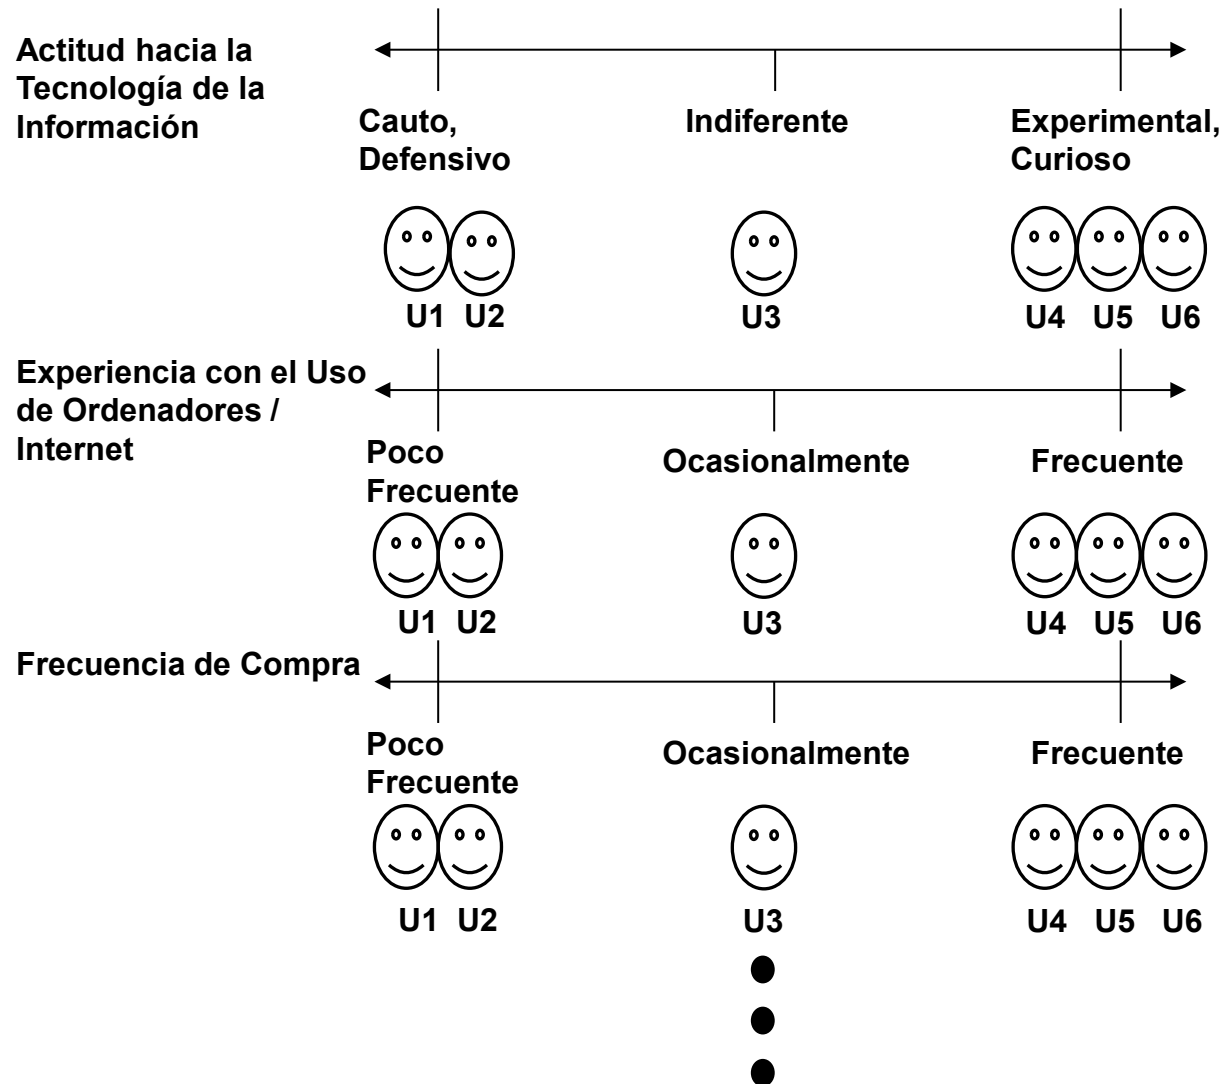 Actitud hacia la
Tecnología de la
Información
Cauto,
Defensivo
Indiferente
Experimental,
Curioso
U1 U2
U3
U4 U5 U6
Experiencia con el Uso
de Ordenadores /
Internet
Poco
Frecuente
Ocasionalmente
Frecuente
U1 U2
U3
U4 U5 U6
Frecuencia de Compra
Poco
Frecuente
Ocasionalmente
Frecuente
U1 U2
U3
U4 U5 U6